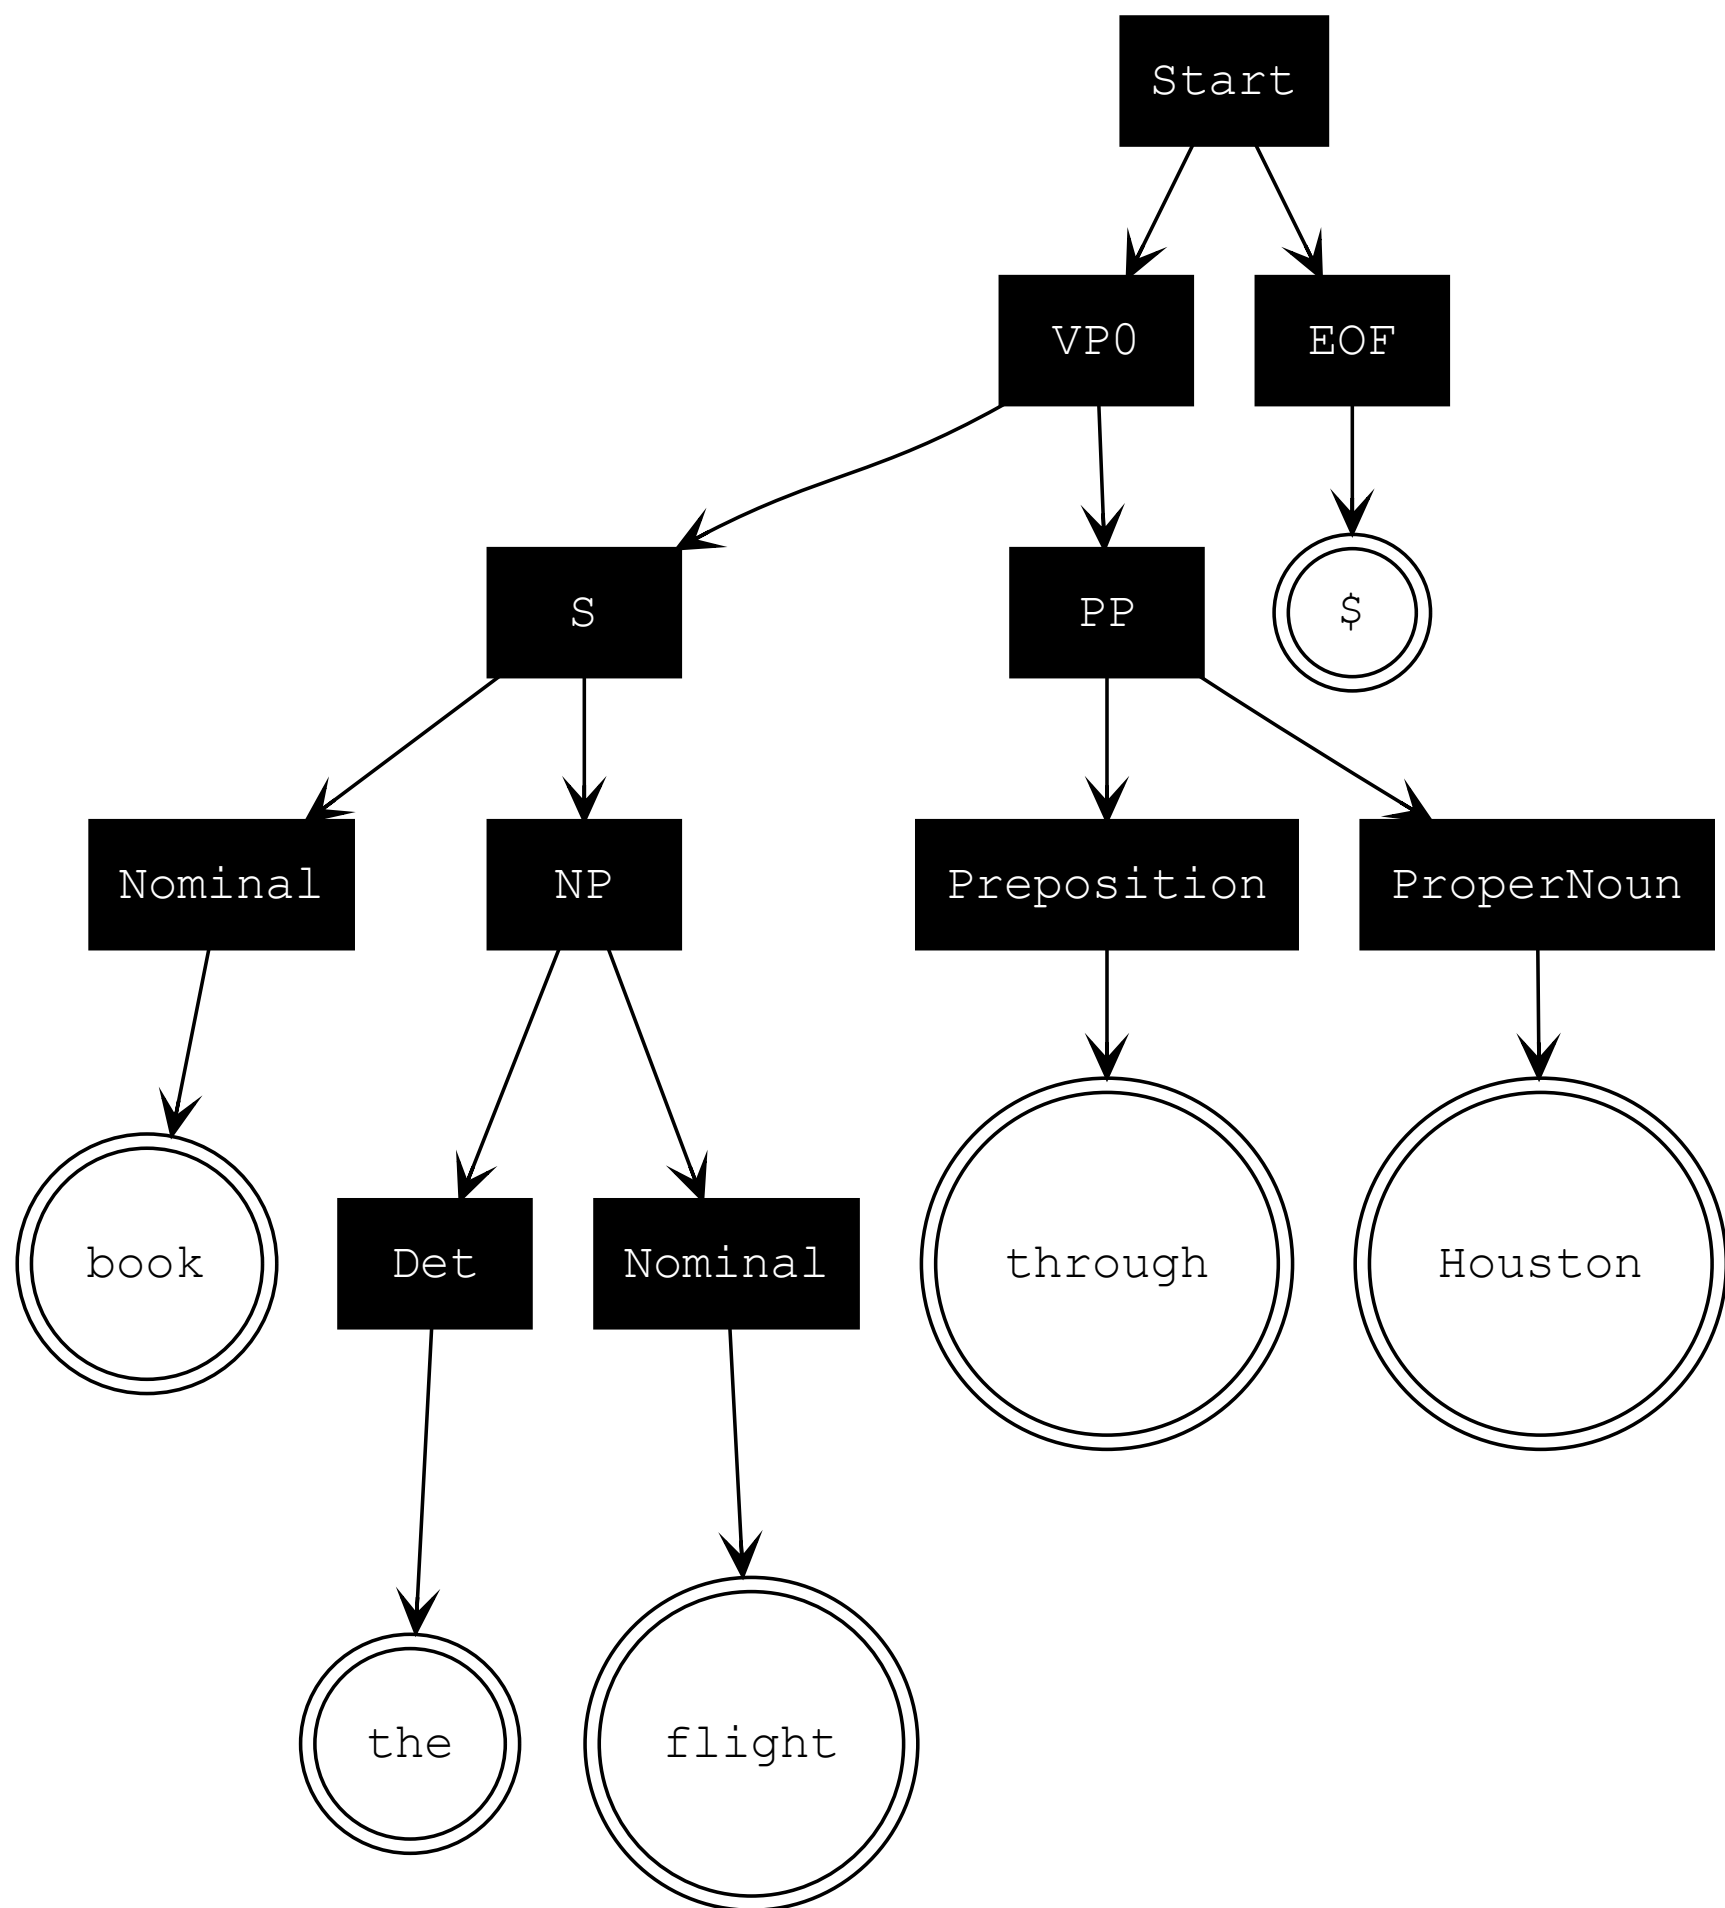 Start
VP0 EOF
S PP $
Nominal NP Preposition ProperNoun
book Det Nominal through Houston
the flight